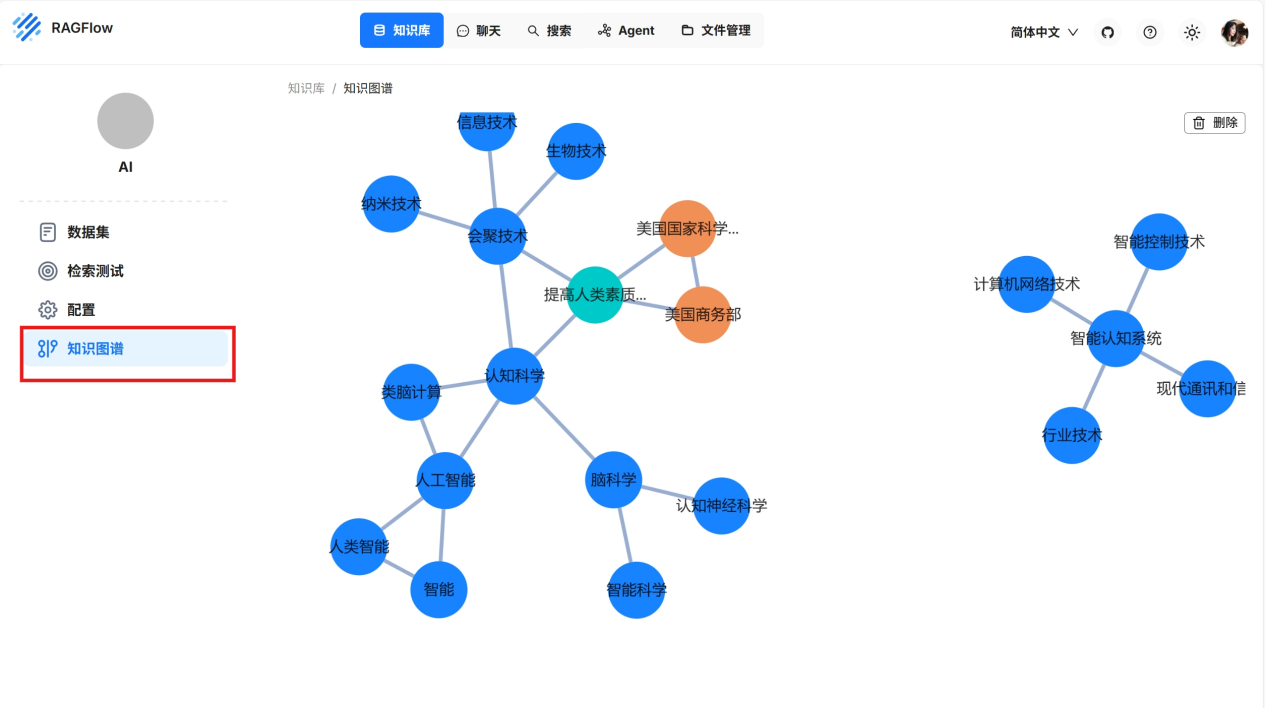 RAGFlow
知识库
聊天
搜索
Agent
文件管理
简体中文
知识库 / 知识图谱
删除
AI
数据集
检索测试
配置
知识图谱
信息技术
生物技术
纳米技术
会聚技术
美国国家科学...
提高人类素质...
美国商务部
认知科学
类脑计算
人工智能
脑科学
认知神经科学
人类智能
智能
智能科学
智能控制技术
计算机网络技术
智能认知系统
现代通讯和信
行业技术